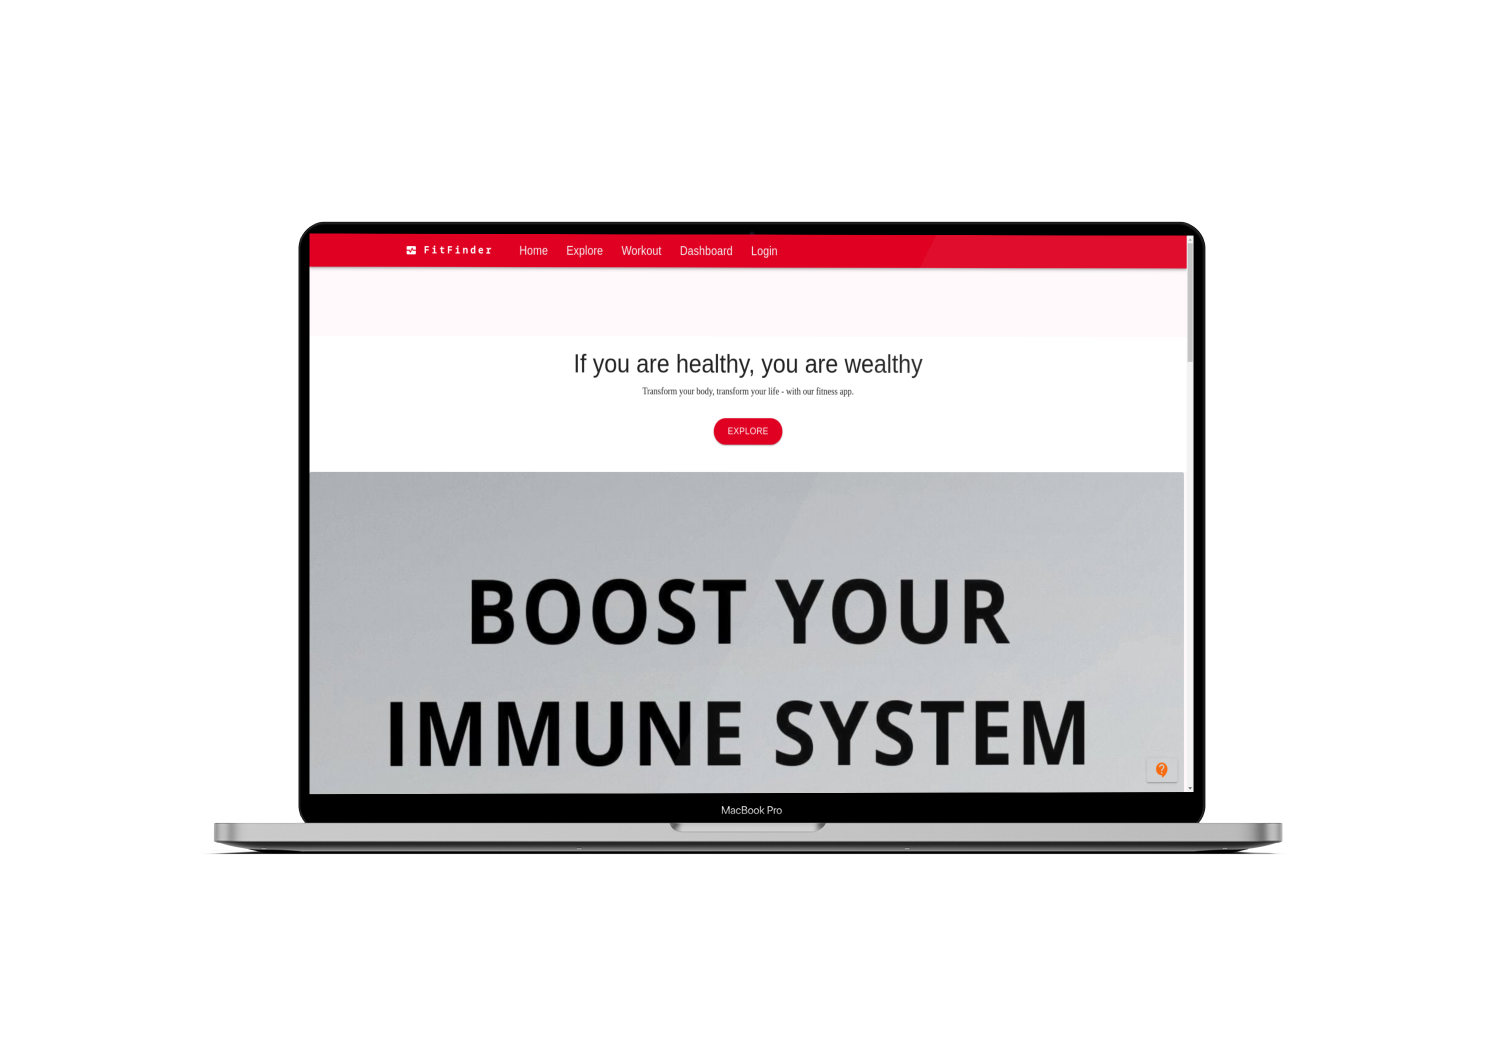 FitFinder Home Explore Workout Dashboard Login
If you are healthy, you are wealthy
Transform your body, transform your life - with our fitness app.
EXPLORE
BOOST YOUR
IMMUNE SYSTEM
?
MacBook Pro